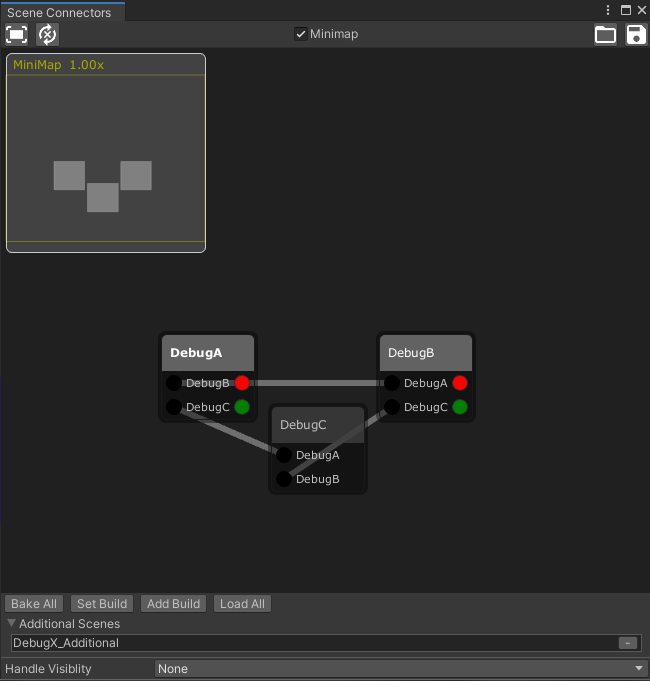 Scene Connectors
Minimap
MiniMap 1.00x
DebugA
DebugB
DebugC
DebugB
DebugA
DebugC
DebugC
DebugA
DebugB
Bake All
Set Build
Add Build
Load All
Additional Scenes
DebugX_Additional
Handle Visiblity
None